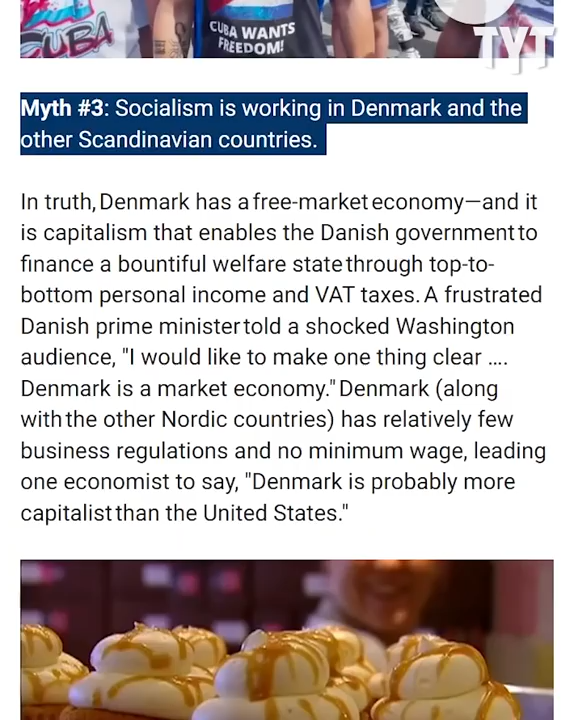 CUBA
CUBA WANTS
FREEDOM!
TYT
Myth #3: Socialism is working in Denmark and the
other Scandinavian countries.
In truth, Denmark has a free-market economy—and it
is capitalism that enables the Danish government to
finance a bountiful welfare state through top-to-
bottom personal income and VAT taxes. A frustrated
Danish prime minister told a shocked Washington
audience, "I would like to make one thing clear ....
Denmark is a market economy." Denmark (along
with the other Nordic countries) has relatively few
business regulations and no minimum wage, leading
one economist to say, "Denmark is probably more
capitalist than the United States."